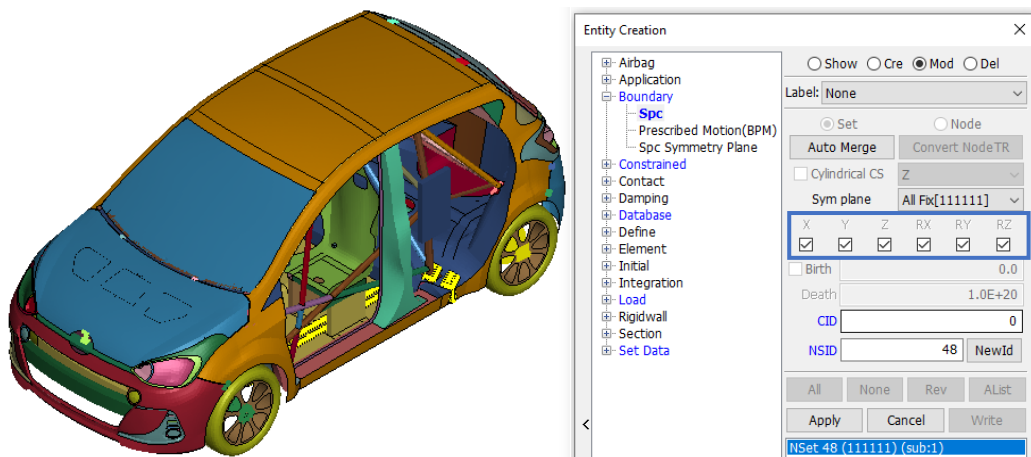 Entity Creation
Airbag
Application
Boundary
Spc
Prescribed Motion(BPM)
Spc Symmetry Plane
Constrained
Contact
Damping
Database
Define
Element
Initial
Integration
Load
Rigidwall
Section
Set Data
Show Cre Mod Del
Label: None
Set Node
Auto Merge Convert NodeTR
Cylindrical CS Z
Sym plane All Fix[111111]
X Y Z RX RY RZ
Birth 0.0
Death 1.0E+20
CID 0
NSID 48 NewId
All None Rev AList
Apply Cancel Write
NSet 48 (111111) (sub:1)